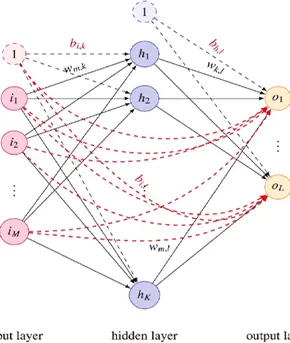 1
1
b_{i,k}
b_{h,l}
w_{m,k}
w_{k,l}
h_1
i_1
h_2
o_1
i_2
⋮
⋮
b_{i,l}
o_L
i_M
w_{m,l}
h_K
put layer
hidden layer
output la